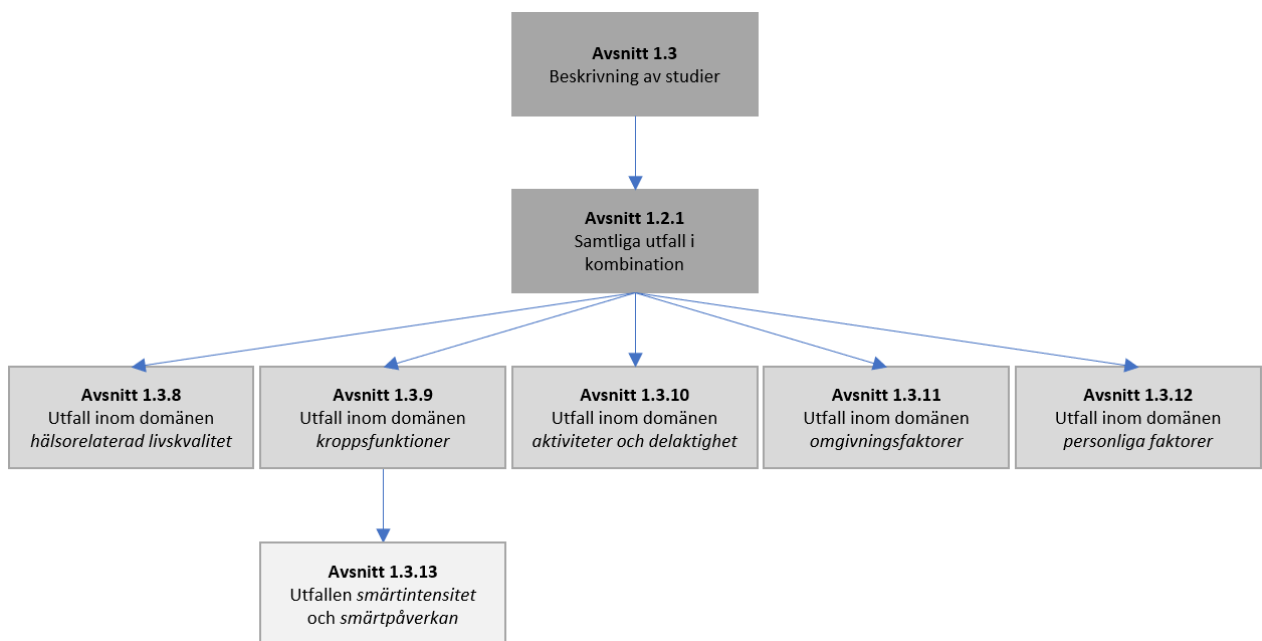 Avsnitt 1.3
Beskrivning av studier
Avsnitt 1.2.1
Samtliga utfall i
kombination
Avsnitt 1.3.8
Utfall inom domänen
hälsorelaterad livskvalitet
Avsnitt 1.3.9
Utfall inom domänen
kroppsfunktioner
Avsnitt 1.3.10
Utfall inom domänen
aktiviteter och delaktighet
Avsnitt 1.3.11
Utfall inom domänen
omgivningsfaktorer
Avsnitt 1.3.12
Utfall inom domänen
personliga faktorer
Avsnitt 1.3.13
Utfallen smärtintensitet
och smärtpåverkan